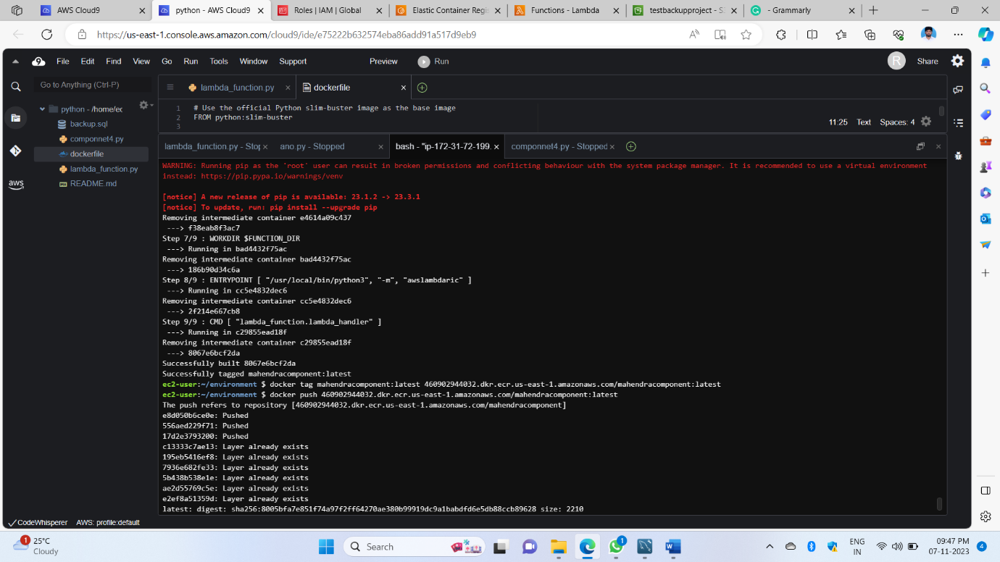 AWS Cloud9
python - AWS Cloud9
Roles | IAM | Global
Elastic Container Regi
Functions - Lambda
testbackupproject - S
- Grammarly
https://us-east-1.console.aws.amazon.com/cloud9/ide/e75222b632574eba86add91a517d9eb9
9 File Edit Find View Go Run Tools Window Support Preview Run R Share
Go to Anything (Ctrl-P)
lambda_function.py
dockerfile
python - /home/ec
backup.sql
componnet4.py
dockerfile
lambda_function.py
README.md
aws
1 # Use the official Python slim-buster image as the base image
2 FROM python:slim-buster
3
11:25 Text Spaces: 4
lambda_function.py - Stop
ano.py - Stopped
bash - "ip-172-31-72-199.
componnet4.py - Stopped
WARNING: Running pip as the 'root' user can result in broken permissions and conflicting behaviour with the system package manager. It is recommended to use a virtual environment
instead: https://pip.pypa.io/warnings/venv
[notice] A new release of pip is available: 23.1.2 -> 23.3.1
[notice] To update, run: pip install --upgrade pip
Removing intermediate container e4614a09c437
---> f38eab8f3ac7
Step 7/9 : WORKDIR $FUNCTION_DIR
---> Running in bad4432f75ac
Removing intermediate container bad4432f75ac
---> 186b90d34c6a
Step 8/9 : ENTRYPOINT [ "/usr/local/bin/python3", "-m", "awslambdaric" ]
---> Running in cc5e4832dec6
Removing intermediate container cc5e4832dec6
---> 2f214e667cb8
Step 9/9 : CMD [ "lambda_function.lambda_handler" ]
---> Running in c29855ead18f
Removing intermediate container c29855ead18f
---> 8067e6bcf2da
Successfully built 8067e6bcf2da
Successfully tagged mahendracomponent:latest
ec2-user:~/environment $ docker tag mahendracomponent:latest 460902944032.dkr.ecr.us-east-1.amazonaws.com/mahendracomponent:latest
ec2-user:~/environment $ docker push 460902944032.dkr.ecr.us-east-1.amazonaws.com/mahendracomponent:latest
The push refers to repository [460902944032.dkr.ecr.us-east-1.amazonaws.com/mahendracomponent]
e8d050b6ce0e: Pushed
556aed229f71: Pushed
17d2e3793200: Pushed
c13333c7ae13: Layer already exists
195eb5416ef8: Layer already exists
7936e682fe33: Layer already exists
5b438b538e1e: Layer already exists
ae2d55769c5e: Layer already exists
e2ef8a51359d: Layer already exists
latest: digest: sha256:8005bfa7e851f74a97f2ff64270ae380b99919dc9a1babdfd6e5db88ccb89628 size: 2210
CodeWhisperer AWS: profile:default
1
25°C
Cloudy
Search
1
ENG
IN
09:47 PM
07-11-2023
4